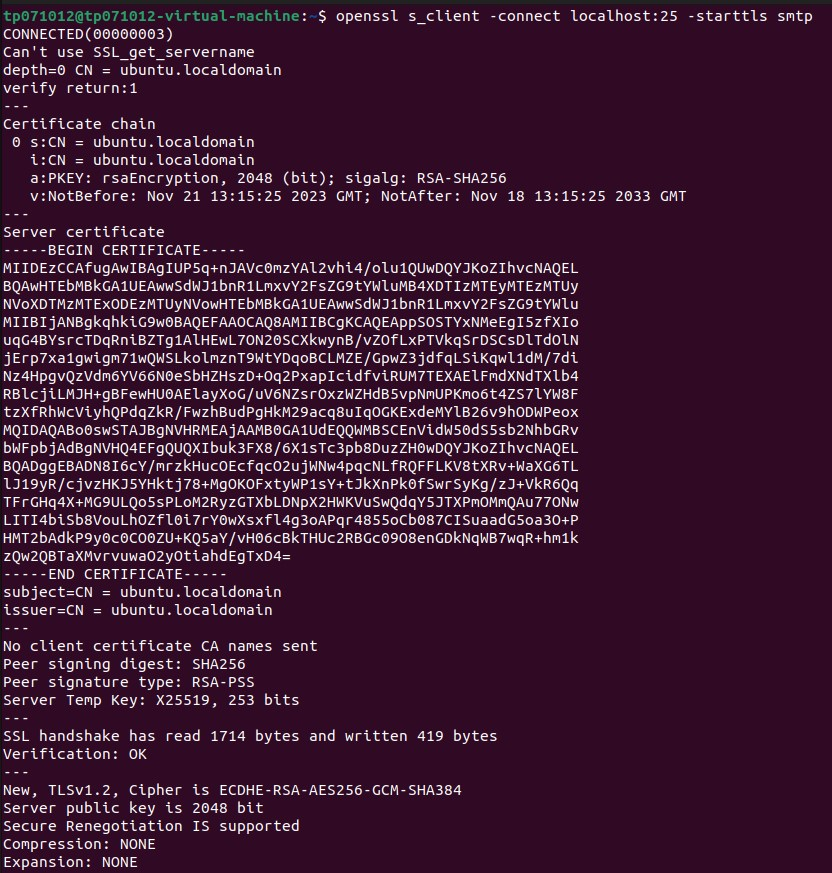 tp071012@tp071012-virtual-machine:~$ openssl s_client -connect localhost:25 -starttls smtp
CONNECTED(00000003)
Can't use SSL_get_servername
depth=0 CN = ubuntu.localdomain
verify return:1
---
Certificate chain
 0 s:CN = ubuntu.localdomain
   i:CN = ubuntu.localdomain
   a:PKEY: rsaEncryption, 2048 (bit); sigalg: RSA-SHA256
   v:NotBefore: Nov 21 13:15:25 2023 GMT; NotAfter: Nov 18 13:15:25 2033 GMT
---
Server certificate
-----BEGIN CERTIFICATE-----
MIIDEzCCAfugAwIBAgIUP5q+nJAVc0mzYAl2vhi4/olu1QUwDQYJKoZIhvcNAQEL
BQAwHTEbMBkGA1UEAwwSdWJ1bnR1LmxvY2FsZG9tYWluMB4XDTIzMTEyMTEzMTUy
NVoXDTMzMTExODEzMTUyNVowHTEbMBkGA1UEAwwSdWJ1bnR1LmxvY2FsZG9tYWlu
MIIBIjANBgkqhkiG9w0BAQEFAAOCAQ8AMIIBCgKCAQEAppSOSTYxNMeEgI5zfXIo
uqG4BYsrcTDqRniBZTg1AlHEwL7ON20SCXkwynB/vZOfLxPTVkqSrDSCsDlTdOlN
jErp7xa1gwigm71wQWSLkolmznT9WtYDqoBCLMZE/GpwZ3jdfqLSiKqwl1dM/7di
Nz4HpgvQzVdm6YV66N0eSbHZHszD+Oq2PxapIcidfviRUM7TEXAElFmdXNdTXlb4
RBlcjiLMJH+gBFewHU0AElayXoG/uV6NZsrOxzWZHdB5vpNmUPKmo6t4ZS7lYW8F
tzXfRhWcViyhQPdqZkR/FwzhBudPgHkM29acq8uIqOGKExdeMYlB26v9hODWPeox
MQIDAQABo0swSTAJBgNVHRMEAjAAMB0GA1UdEQQWMBSCEnVidW50dS5sb2NhbGRv
bWFpbjAdBgNVHQ4EFgQUQXIbuk3FX8/6X1sTc3pb8DuzZH0wDQYJKoZIhvcNAQEL
BQADggEBADN8I6cY/mrzkHucOEcfqcO2ujWNw4pqcNLfRQFFLKV8tXRv+WaXG6TL
lJ19yR/cjvzHKJ5YHktj78+MgOKOFxtyWP1sY+tJkXnPk0fSwrSyKg/zJ+VkR6Qq
TFrGHq4X+MG9ULQo5sPLoM2RyzGTXbLDNpX2HWKVuSwQdqY5JTXPmOMmQAu77ONw
LITI4biSb8VouLhOZfl0i7rY0wXsxfl4g3oAPqr4855oCb087CISuaadG5oa3O+P
HMT2bAdkP9y0c0CO0ZU+KQ5aY/vH06cBkTHUc2RBGc09O8enGDkNqWB7wqR+hm1k
zQw2QBTaXMvrvuwaO2yOtiahdEgTxD4=
-----END CERTIFICATE-----
subject=CN = ubuntu.localdomain
issuer=CN = ubuntu.localdomain
---
No client certificate CA names sent
Peer signing digest: SHA256
Peer signature type: RSA-PSS
Server Temp Key: X25519, 253 bits
---
SSL handshake has read 1714 bytes and written 419 bytes
Verification: OK
---
New, TLSv1.2, Cipher is ECDHE-RSA-AES256-GCM-SHA384
Server public key is 2048 bit
Secure Renegotiation IS supported
Compression: NONE
Expansion: NONE